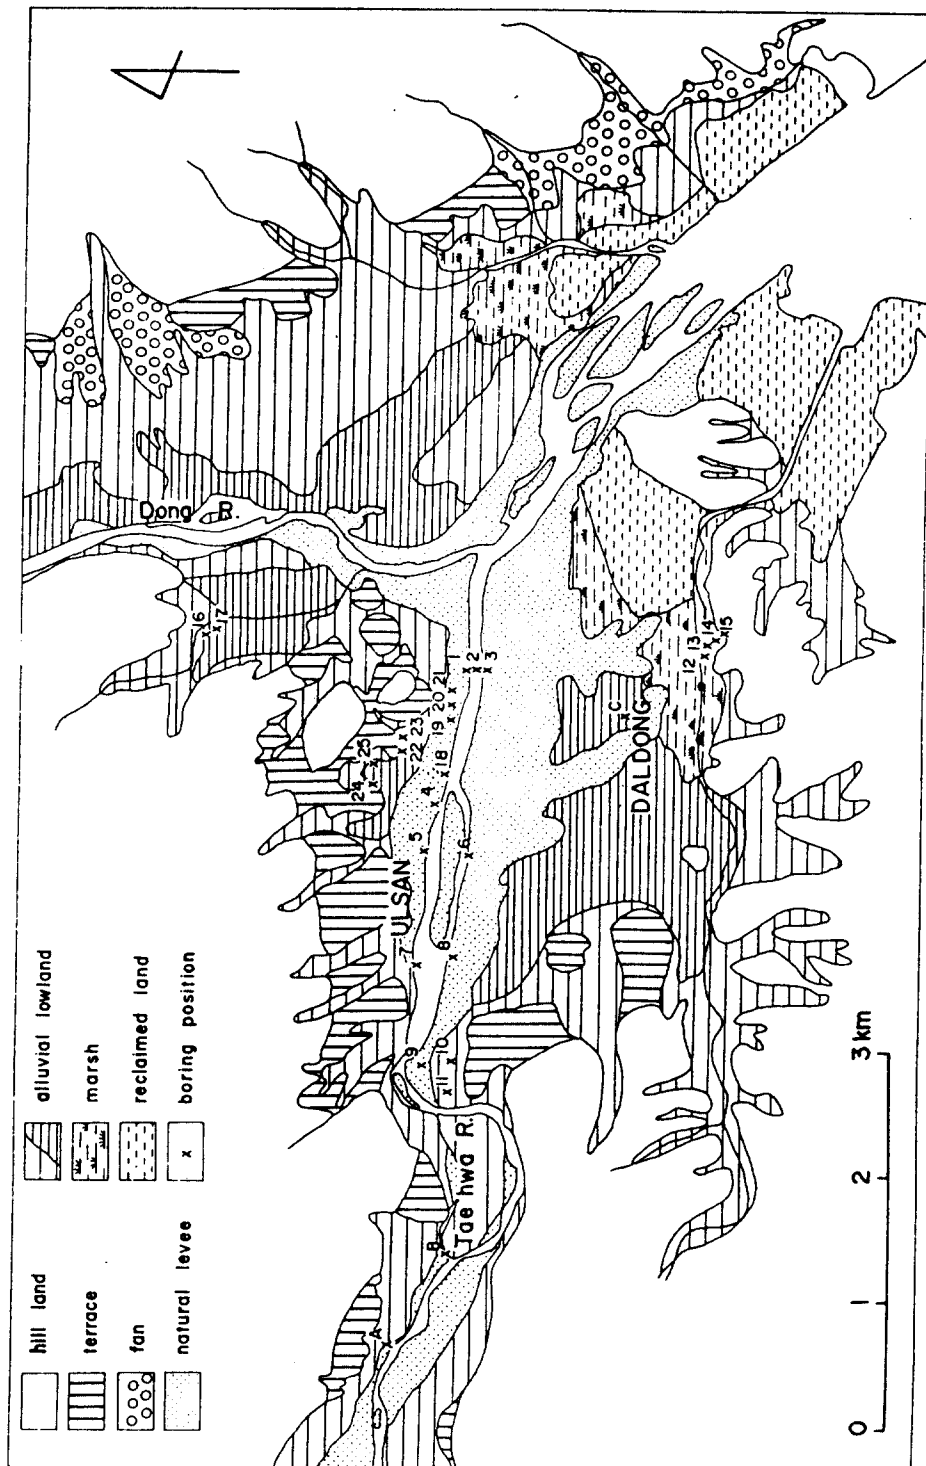 hill land
terrace
fan
natural levee
alluvial lowland
marsh
reclaimed land
x boring position
Dong R.
Tae hwa R.
ULSAN
DALDONG
A
B
C
1
2
3
4
5
6
7
8
9
10
11
12
13
14
15
16
17
18
19
20
21
22
23
24
25
0 1 2 3 km